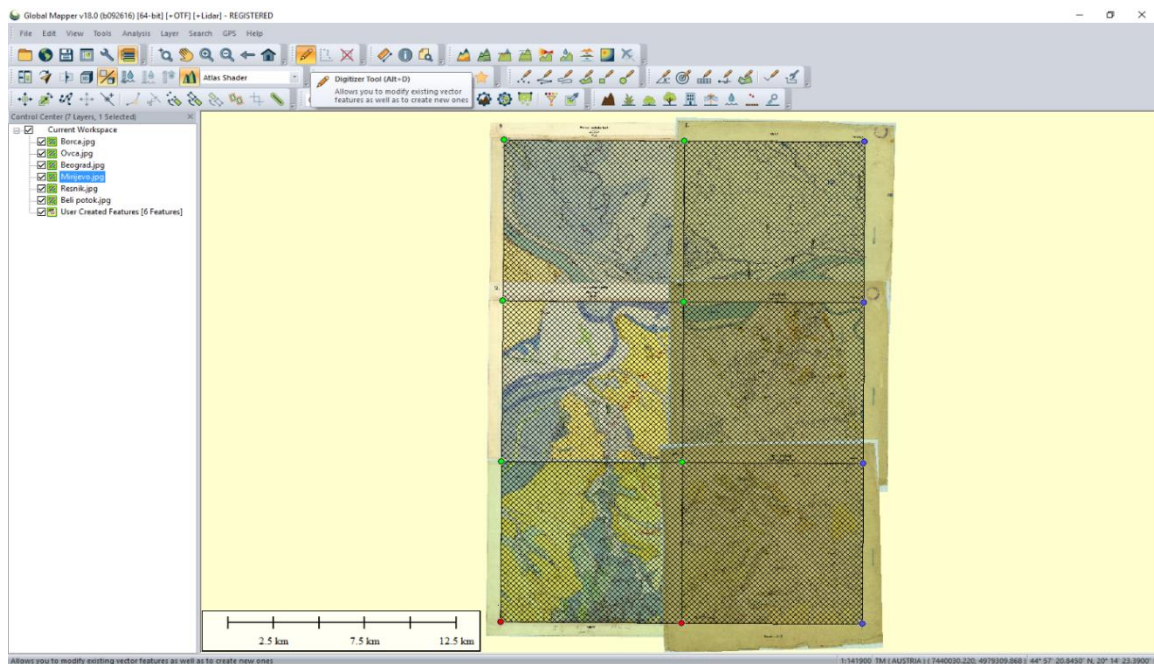 Global Mapper v18.0 (b092616) [64-bit] [+OTF] [+Lidar] - REGISTERED
File Edit View Tools Analysis Layer Search GPS Help
Atlas Shader
Digitizer Tool (Alt+D)
Allows you to modify existing vector
features as well as to create new ones
Control Center (7 Layers, 1 Selected)
Current Workspace
Borca.jpg
Ovca.jpg
Beograd.jpg
Mirijevo.jpg
Resnik.jpg
Beli potok.jpg
User Created Features [6 Features]
2.5 km 7.5 km 12.5 km
Allows you to modify existing vector features as well as to create new ones
1:141900 TM ( AUSTRIA ) ( 7440030.220, 4979309.868 ) 44° 57' 20.8450" N, 20° 14' 23.3900"